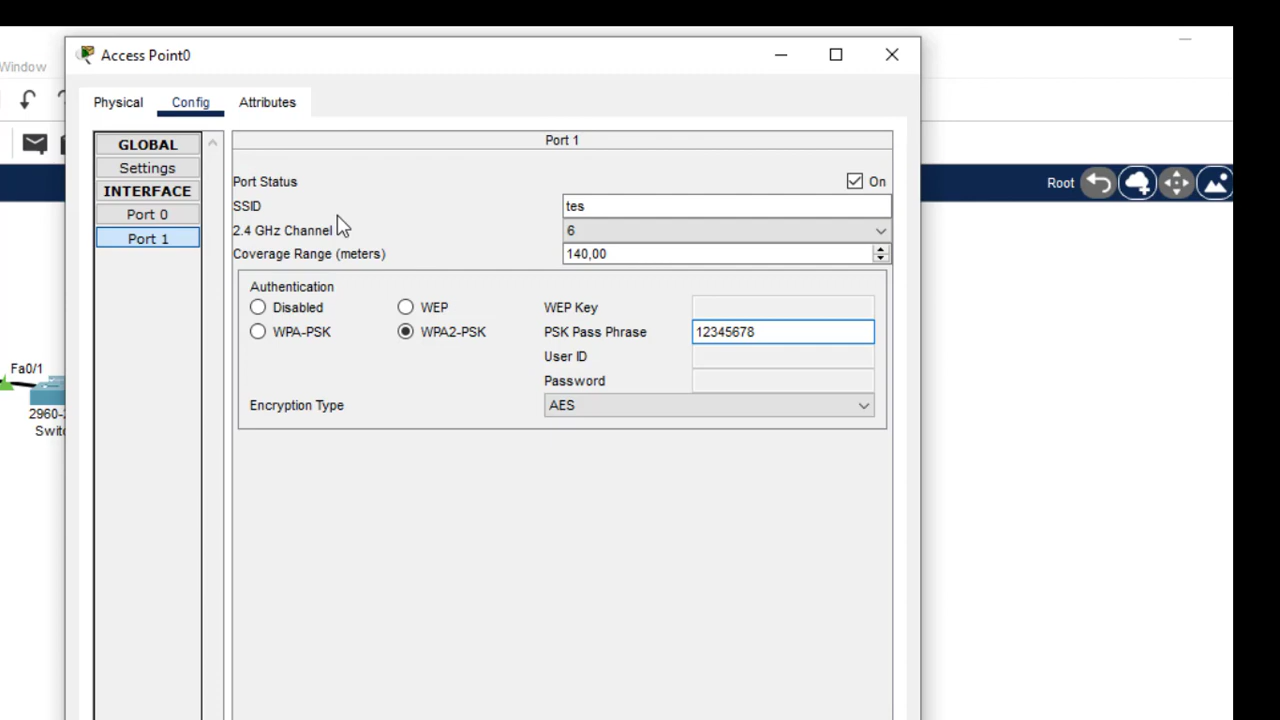 Access Point0
Window
Physical Config Attributes
GLOBAL
Settings
INTERFACE
Port 0
Port 1
Port 1
Port Status On
SSID tes
2.4 GHz Channel 6
Coverage Range (meters) 140,00
Authentication
Disabled WEP WEP Key
WPA-PSK WPA2-PSK PSK Pass Phrase 12345678
User ID
Password
Encryption Type AES
Root
Fa0/1
2960-
Swit